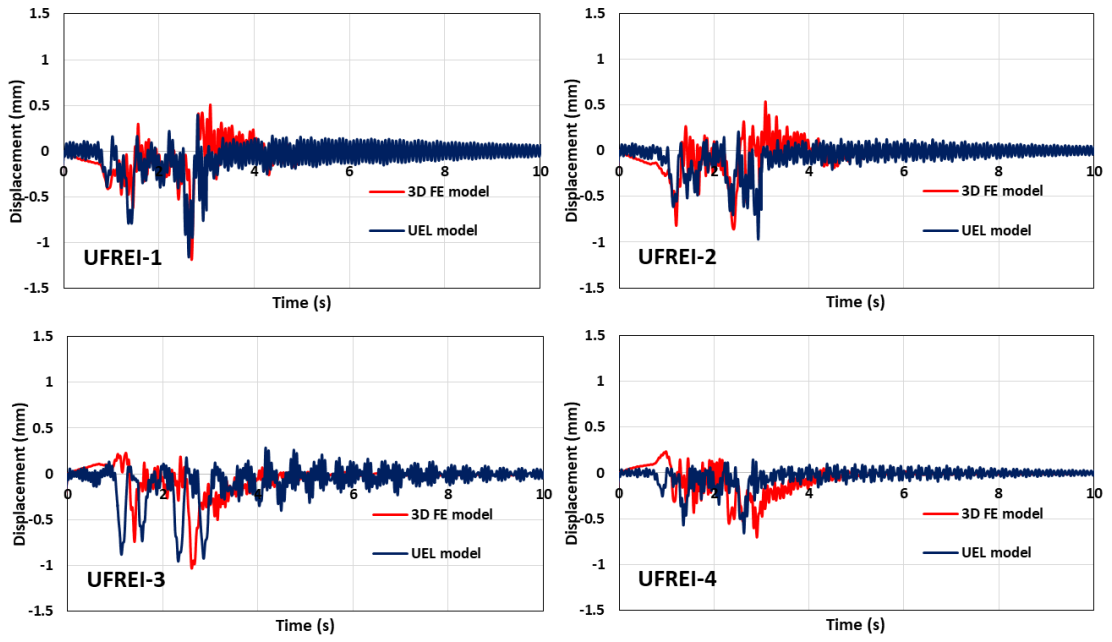 1.5
1
0.5
0
-0.5
-1
-1.5
Displacement (mm)
0 2 4 6 8 10
3D FE model
UEL model
UFREI-1
Time (s)
1.5
1
0.5
0
-0.5
-1
-1.5
Displacement (mm)
0 2 4 6 8 10
3D FE model
UEL model
UFREI-2
Time (s)
1.5
1
0.5
0
-0.5
-1
-1.5
Displacement (mm)
0 2 4 6 8 10
3D FE model
UEL model
UFREI-3
Time (s)
1.5
1
0.5
0
-0.5
-1
-1.5
Displacement (mm)
0 2 4 6 8 10
3D FE model
UEL model
UFREI-4
Time (s)